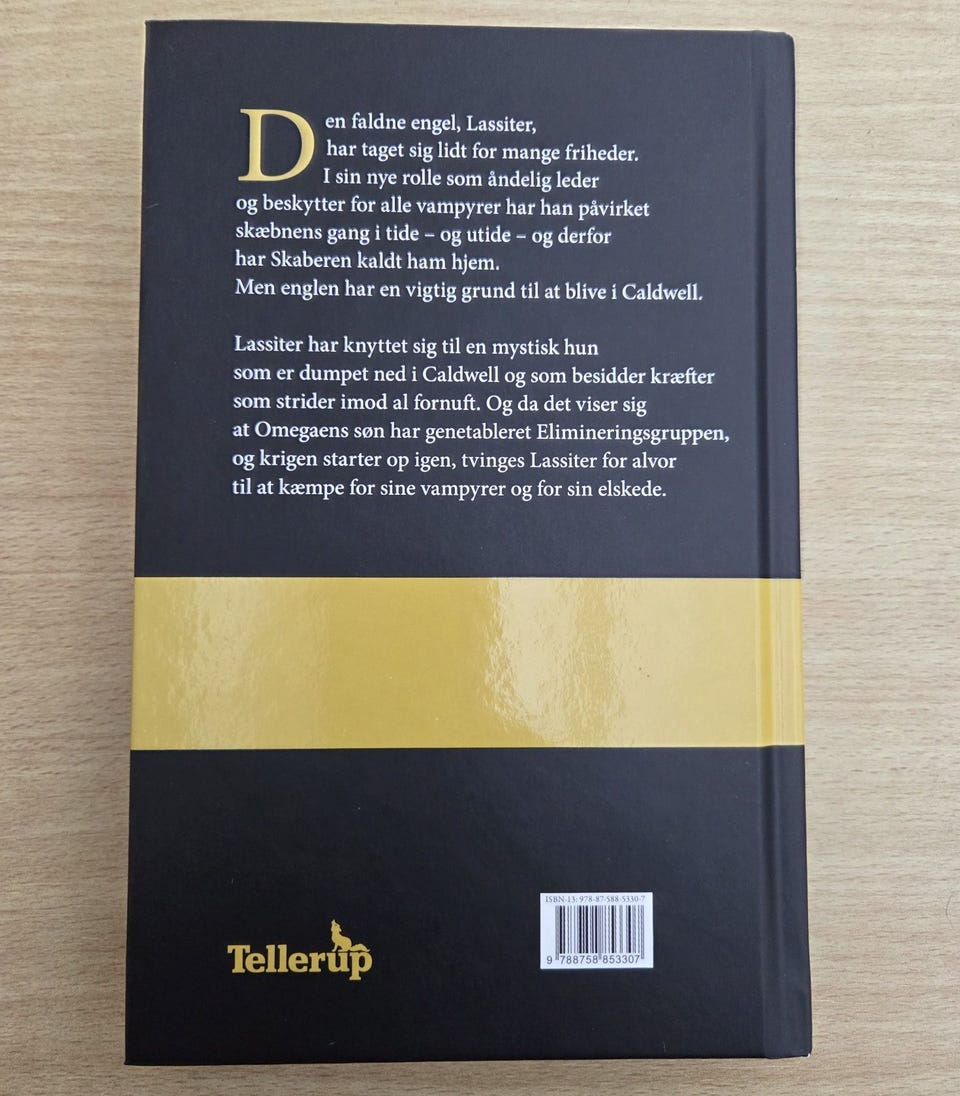 Den faldne engel, Lassiter,
har taget sig lidt for mange friheder.
I sin nye rolle som åndelig leder
og beskytter for alle vampyrer har han påvirket
skæbnens gang i tide – og utide – og derfor
har Skaberen kaldt ham hjem.
Men englen har en vigtig grund til at blive i Caldwell.
Lassiter har knyttet sig til en mystisk hun
som er dumpet ned i Caldwell og som besidder kræfter
som strider imod al fornuft. Og da det viser sig
at Omegaens søn har genetableret Elimineringsgruppen,
og krigen starter op igen, tvinges Lassiter for alvor
til at kæmpe for sine vampyrer og for sin elskede.
Tellerup
ISBN-13: 978-87-588-5330-7
9 788758 853307